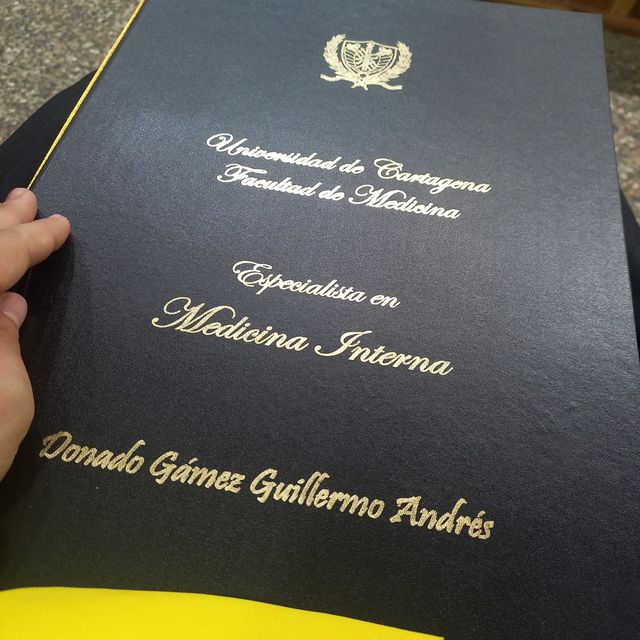 Universidad de Cartagena
Facultad de Medicina
Especialista en
Medicina Interna
Donado Gámez Guillermo Andrés